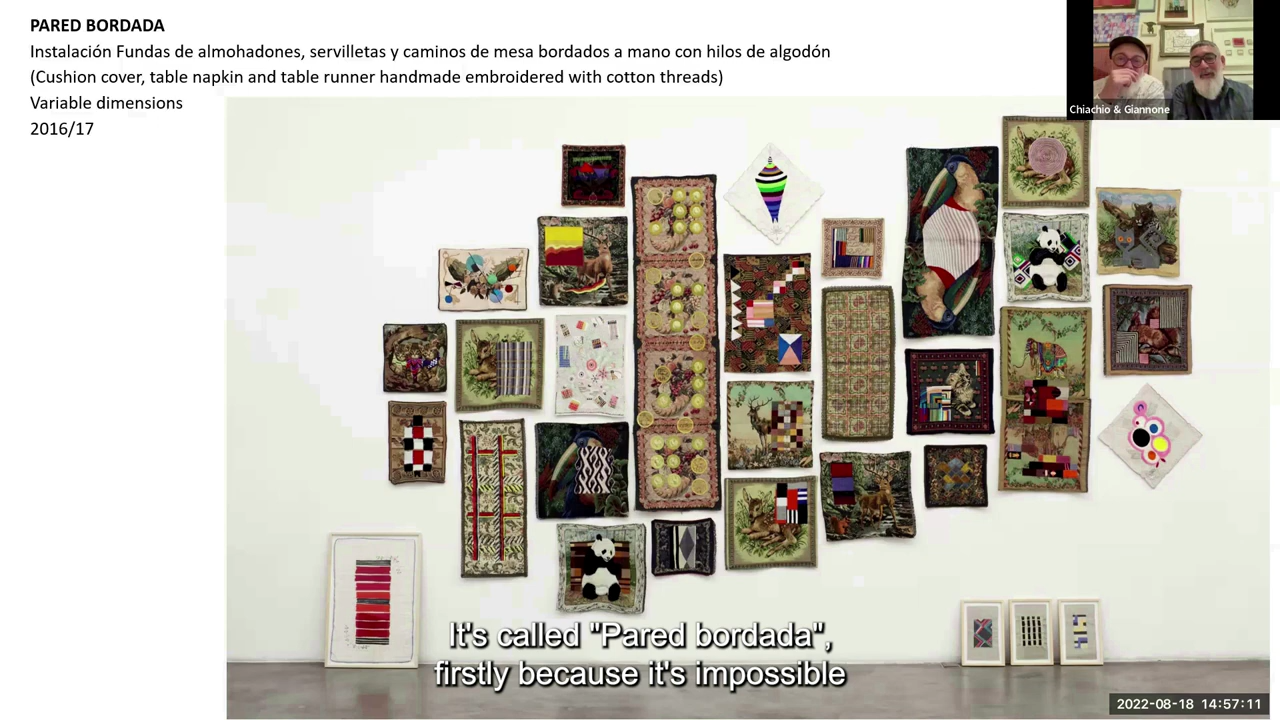 PARED BORDADA
Instalación Fundas de almohadones, servilletas y caminos de mesa bordados a mano con hilos de algodón
(Cushion cover, table napkin and table runner handmade embroidered with cotton threads)
Variable dimensions
2016/17
Chiachio & Giannone
It's called "Pared bordada",
firstly because it's impossible
2022-08-18 14:57:11